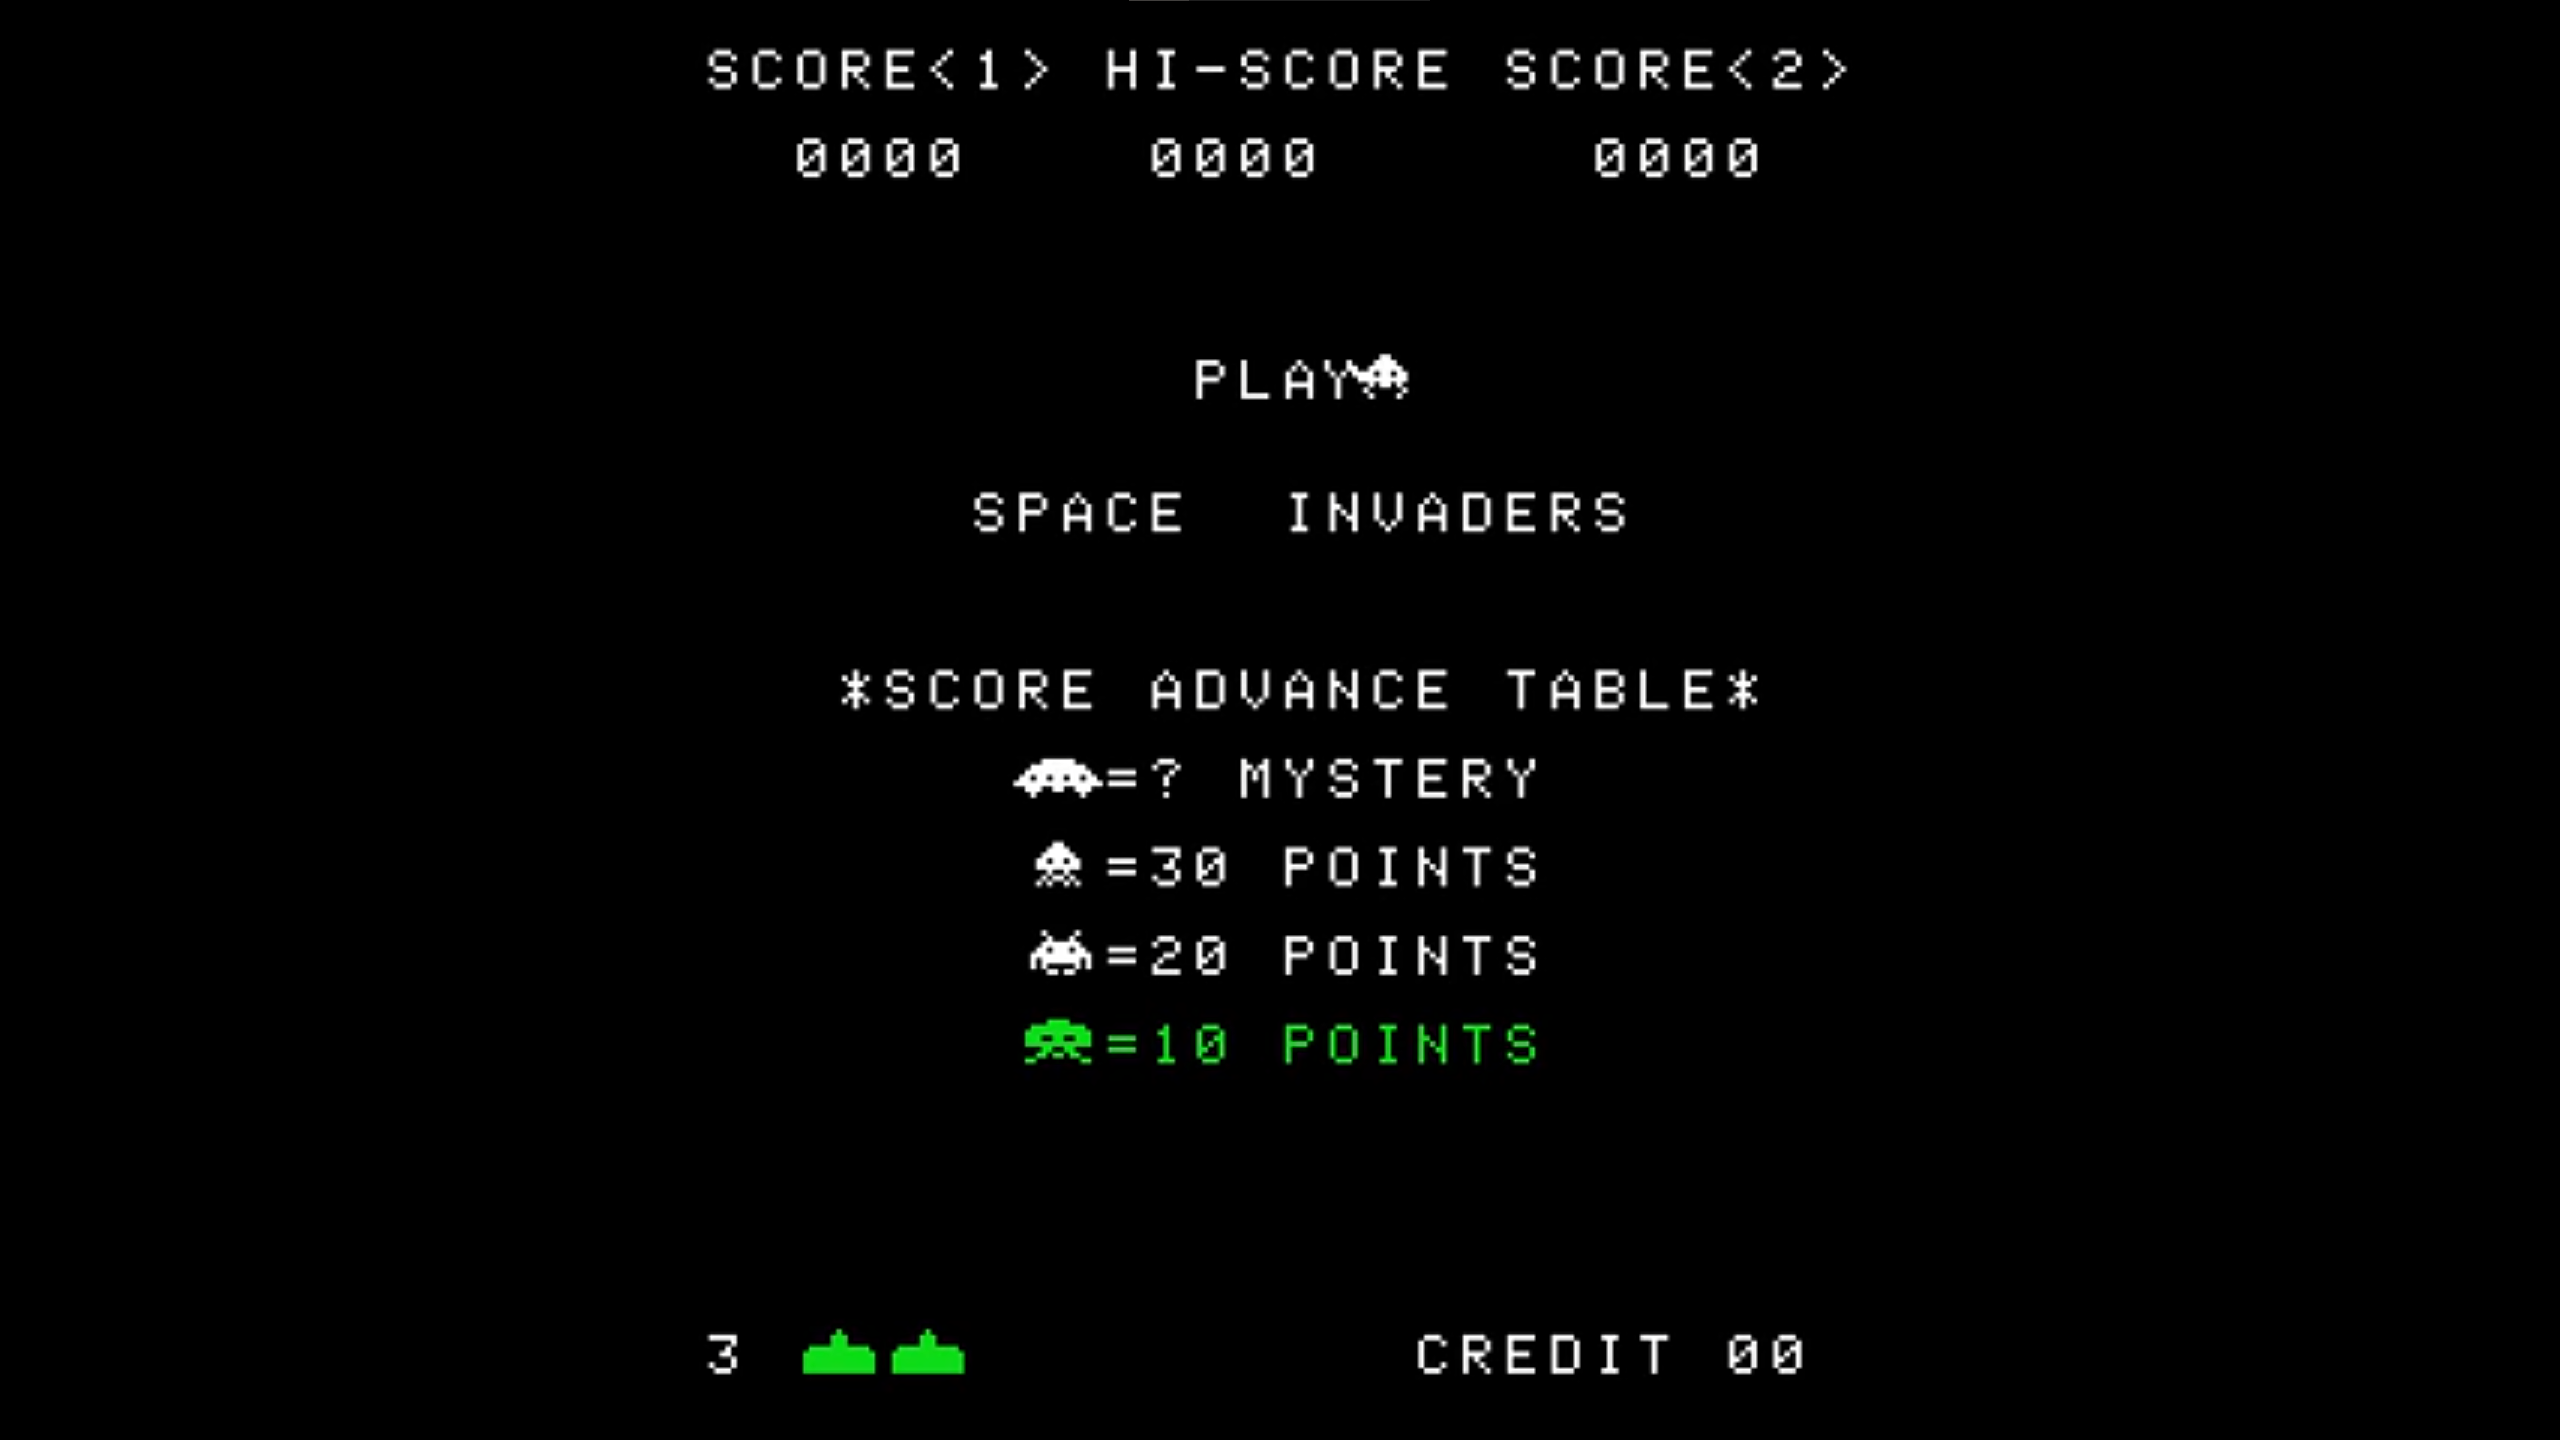 SCORE<1> HI-SCORE SCORE<2>
0000 0000 0000
PLAY
SPACE INVADERS
*SCORE ADVANCE TABLE*
=? MYSTERY
=30 POINTS
=20 POINTS
=10 POINTS
3 CREDIT 00